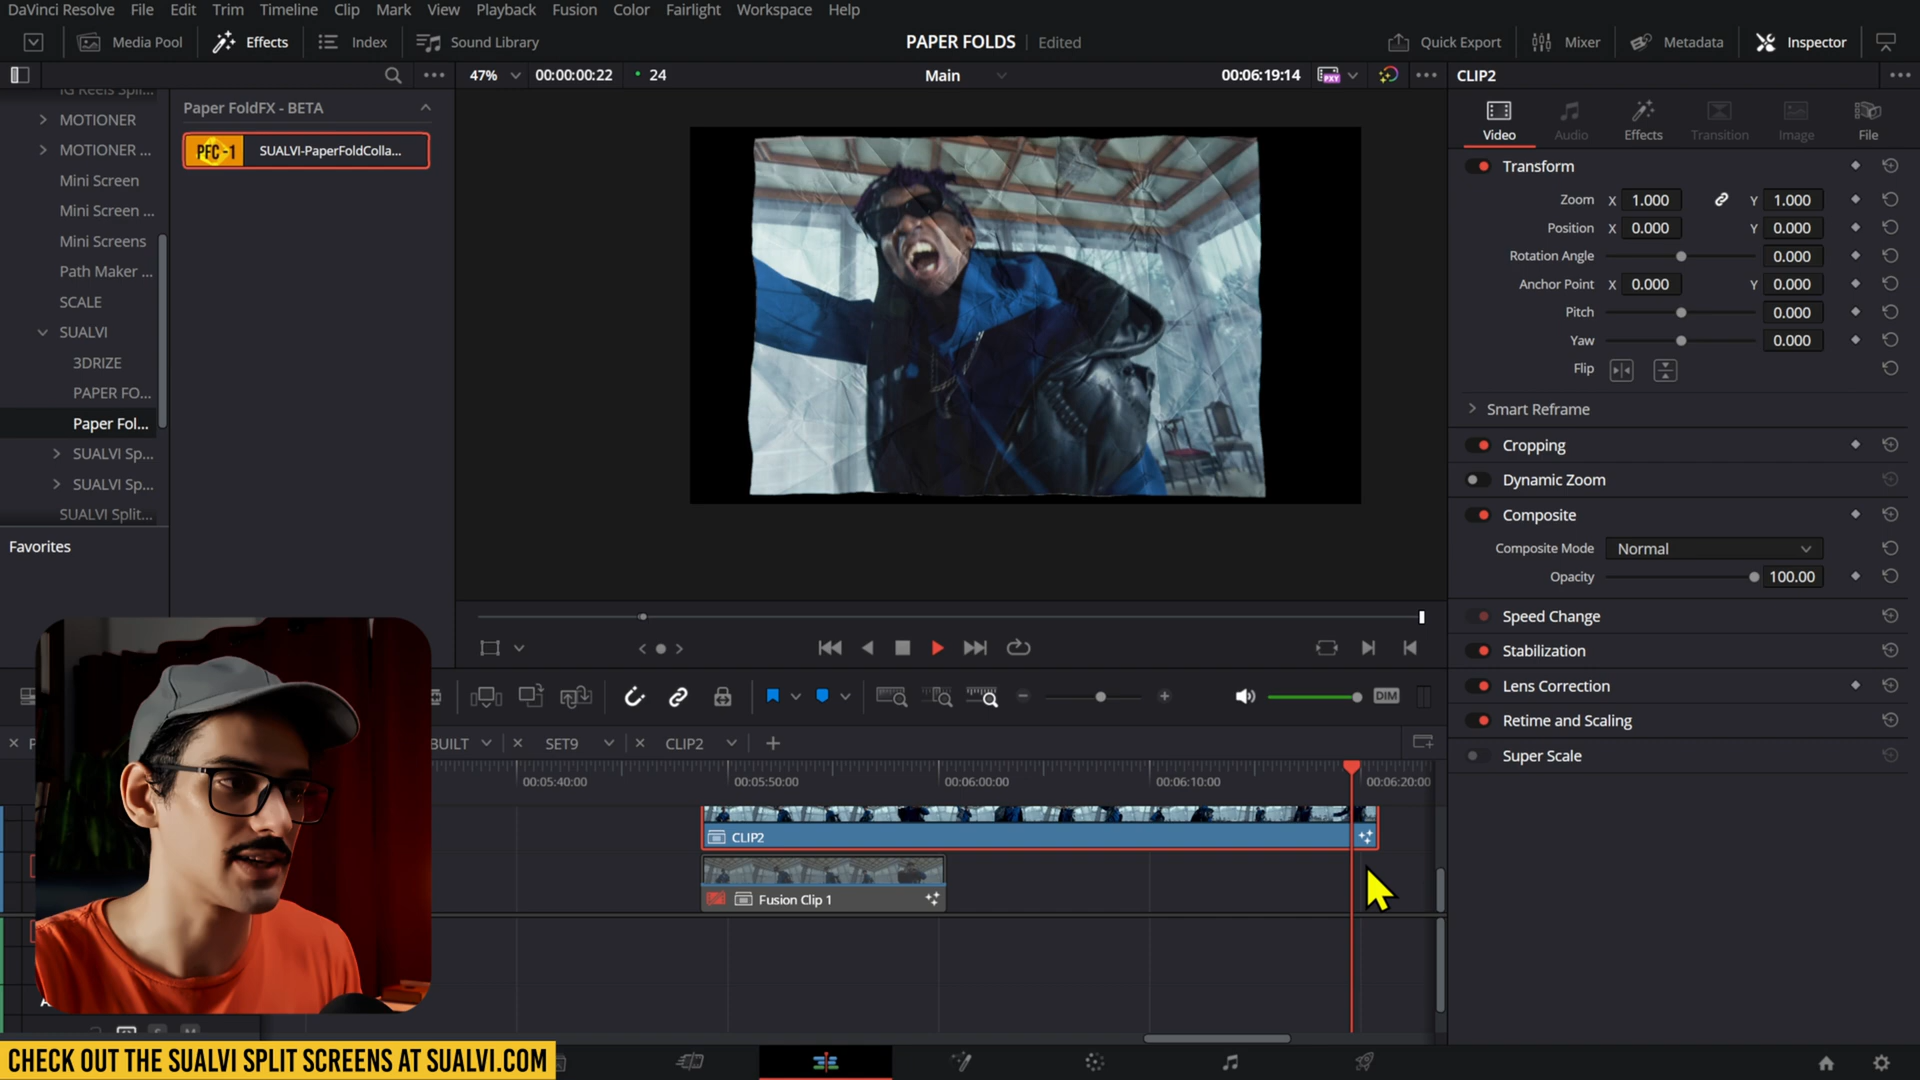 DaVinci Resolve File Edit Trim Timeline Clip Mark View Playback Fusion Color Fairlight Workspace Help
Media Pool Effects Index Sound Library PAPER FOLDS Edited Quick Export Mixer Metadata Inspector
47% 00:00:00:22 24 Main 00:06:19:14 CLIP2
IG Reels Spli...
MOTIONER
MOTIONER ...
Mini Screen
Mini Screen ...
Mini Screens
Path Maker ...
SCALE
SUALVI
3DRIZE
PAPER FO...
Paper Fol...
SUALVI Sp...
SUALVI Sp...
SUALVI Split...
Favorites
Paper FoldFX - BETA
PFC -1 SUALVI-PaperFoldColla...
Video Audio Effects Transition Image File
Transform
Zoom X 1.000 Y 1.000
Position X 0.000 Y 0.000
Rotation Angle 0.000
Anchor Point X 0.000 Y 0.000
Pitch 0.000
Yaw 0.000
Flip
Smart Reframe
Cropping
Dynamic Zoom
Composite
Composite Mode Normal
Opacity 100.00
Speed Change
Stabilization
Lens Correction
Retime and Scaling
Super Scale
DIM
BUILT SET9 CLIP2
00:05:40:00 00:05:50:00 00:06:00:00 00:06:10:00 00:06:20:00
CLIP2
Fusion Clip 1
CHECK OUT THE SUALVI SPLIT SCREENS AT SUALVI.COM